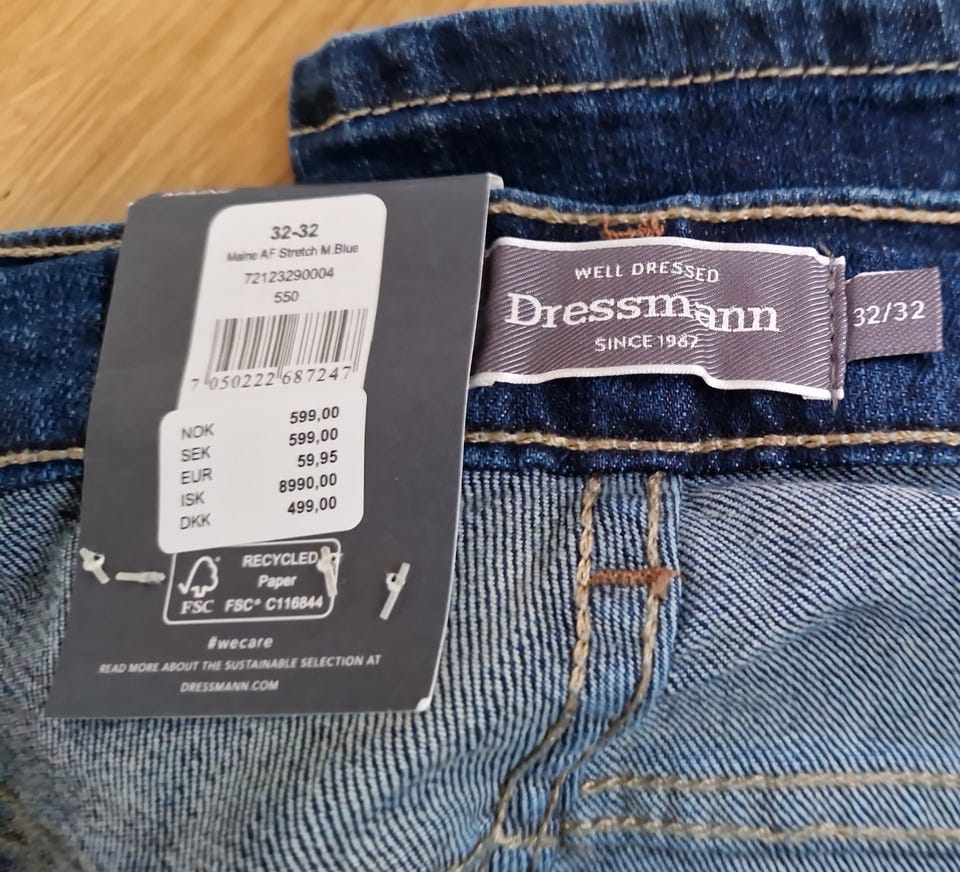 32-32
Maine AF Stretch M.Blue
72123290004
550
7 050222 687247
NOK 599,00
SEK 599,00
EUR 59,95
ISK 8990,00
DKK 499,00
RECYCLED
Paper
FSC® C116844
FSC
#wecare
READ MORE ABOUT THE SUSTAINABLE SELECTION AT
DRESSMANN.COM
WELL DRESSED
Dressmann
SINCE 1967
32/32